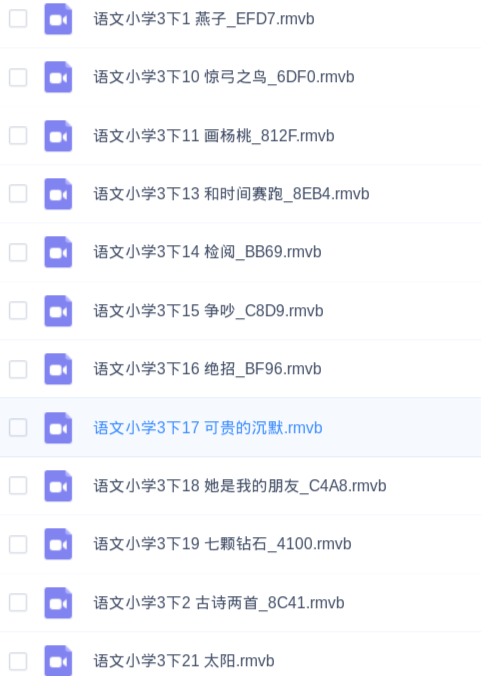 语文小学3下1 燕子_EFD7.rmvb
语文小学3下10 惊弓之鸟_6DF0.rmvb
语文小学3下11 画杨桃_812F.rmvb
语文小学3下13 和时间赛跑_8EB4.rmvb
语文小学3下14 检阅_BB69.rmvb
语文小学3下15 争吵_C8D9.rmvb
语文小学3下16 绝招_BF96.rmvb
语文小学3下17 可贵的沉默.rmvb
语文小学3下18 她是我的朋友_C4A8.rmvb
语文小学3下19 七颗钻石_4100.rmvb
语文小学3下2 古诗两首_8C41.rmvb
语文小学3下21 太阳.rmvb